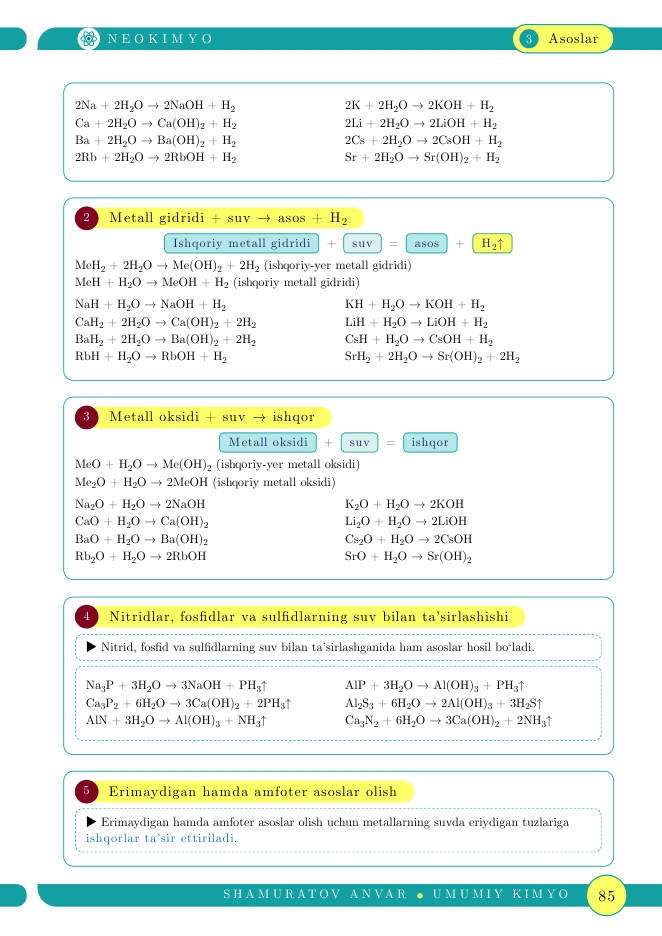 NEOKIMYO
3 Asoslar
2Na + 2H₂O → 2NaOH + H₂
Ca + 2H₂O → Ca(OH)₂ + H₂
Ba + 2H₂O → Ba(OH)₂ + H₂
2Rb + 2H₂O → 2RbOH + H₂
2K + 2H₂O → 2KOH + H₂
2Li + 2H₂O → 2LiOH + H₂
2Cs + 2H₂O → 2CsOH + H₂
Sr + 2H₂O → Sr(OH)₂ + H₂
2 Metall gidridi + suv → asos + H₂
Ishqoriy metall gidridi + suv = asos + H₂↑
MeH₂ + 2H₂O → Me(OH)₂ + 2H₂ (ishqoriy-yer metall gidridi)
MeH + H₂O → MeOH + H₂ (ishqoriy metall gidridi)
NaH + H₂O → NaOH + H₂
CaH₂ + 2H₂O → Ca(OH)₂ + 2H₂
BaH₂ + 2H₂O → Ba(OH)₂ + 2H₂
RbH + H₂O → RbOH + H₂
KH + H₂O → KOH + H₂
LiH + H₂O → LiOH + H₂
CsH + H₂O → CsOH + H₂
SrH₂ + 2H₂O → Sr(OH)₂ + 2H₂
3 Metall oksidi + suv → ishqor
Metall oksidi + suv = ishqor
MeO + H₂O → Me(OH)₂ (ishqoriy-yer metall oksidi)
Me₂O + H₂O → 2MeOH (ishqoriy metall oksidi)
Na₂O + H₂O → 2NaOH
CaO + H₂O → Ca(OH)₂
BaO + H₂O → Ba(OH)₂
Rb₂O + H₂O → 2RbOH
K₂O + H₂O → 2KOH
Li₂O + H₂O → 2LiOH
Cs₂O + H₂O → 2CsOH
SrO + H₂O → Sr(OH)₂
4 Nitridlar, fosfidlar va sulfidlarning suv bilan ta'sirlashishi
▶ Nitrid, fosfid va sulfidlarning suv bilan ta'sirlashganida ham asoslar hosil bo‘ladi.
Na₃P + 3H₂O → 3NaOH + PH₃↑
Ca₃P₂ + 6H₂O → 3Ca(OH)₂ + 2PH₃↑
AlN + 3H₂O → Al(OH)₃ + NH₃↑
AlP + 3H₂O → Al(OH)₃ + PH₃↑
Al₂S₃ + 6H₂O → 2Al(OH)₃ + 3H₂S↑
Ca₃N₂ + 6H₂O → 3Ca(OH)₂ + 2NH₃↑
5 Erimaydigan hamda amfoter asoslar olish
▶ Erimaydigan hamda amfoter asoslar olish uchun metallarning suvda eriydigan tuzlariga
ishqorlar ta'sir ettiriladi.
SHAMURATOV ANVAR ● UMUMIY KIMYO 85